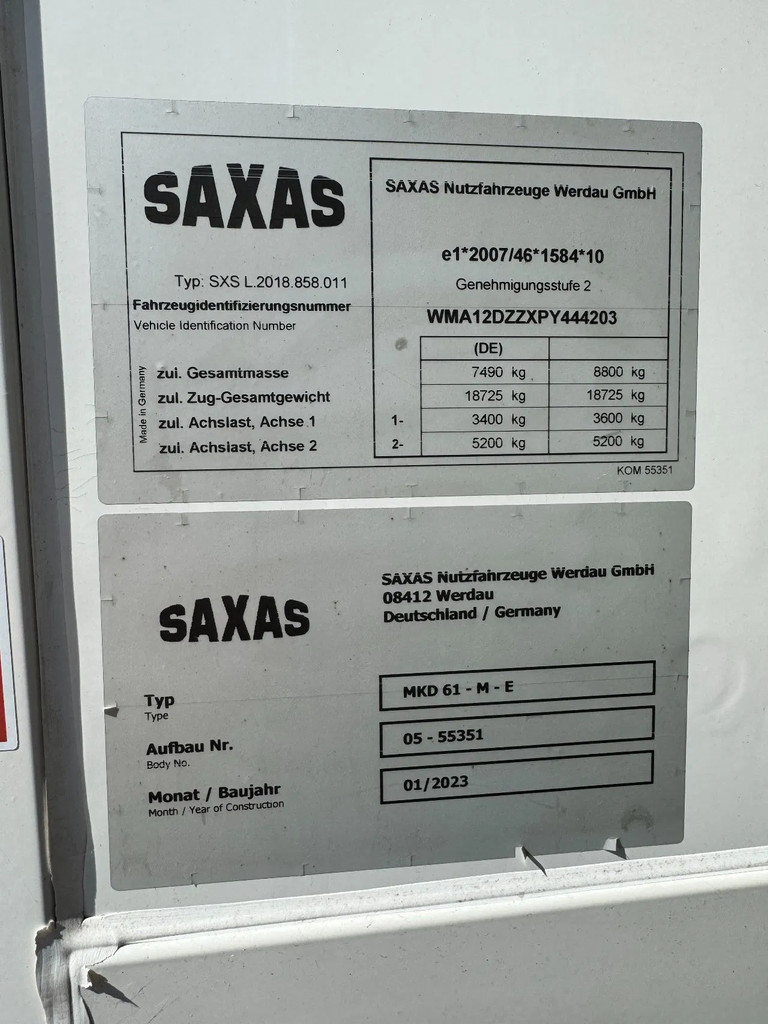 SAXAS
SAXAS Nutzfahrzeuge Werdau GmbH
e1*2007/46*1584*10
Typ: SXS L.2018.858.011
Genehmigungsstufe 2
Fahrzeugidentifizierungsnummer
Vehicle Identification Number
WMA12DZZXPY444203
(DE)
Made in Germany
zul. Gesamtmasse 7490 kg 8800 kg
zul. Zug-Gesamtgewicht 18725 kg 18725 kg
zul. Achslast, Achse 1 1- 3400 kg 3600 kg
zul. Achslast, Achse 2 2- 5200 kg 5200 kg
KOM 55351
SAXAS
SAXAS Nutzfahrzeuge Werdau GmbH
08412 Werdau
Deutschland / Germany
Typ MKD 61 - M - E
Type
Aufbau Nr. 05 - 55351
Body No.
Monat / Baujahr 01/2023
Month / Year of Construction